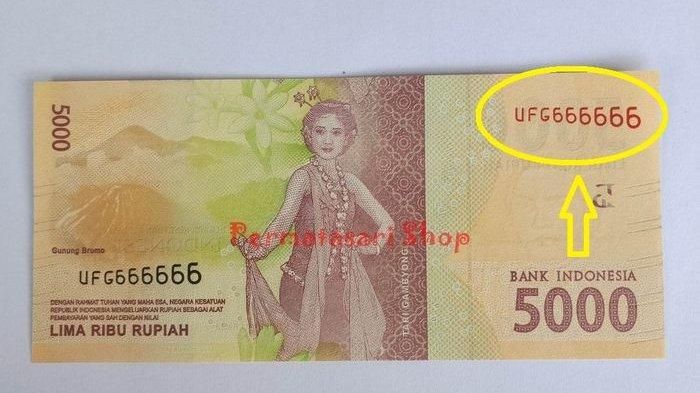 5000
UFG666666
Permatasari Shop
Gunung Bromo
UFG666666
DENGAN RAHMAT TUHAN YANG MAHA ESA, NEGARA KESATUAN
REPUBLIK INDONESIA MENGELUARKAN RUPIAH SEBAGAI ALAT
PEMBAYARAN YANG SAH DENGAN NILAI
LIMA RIBU RUPIAH
TARI GAMBYONG
BANK INDONESIA
5000